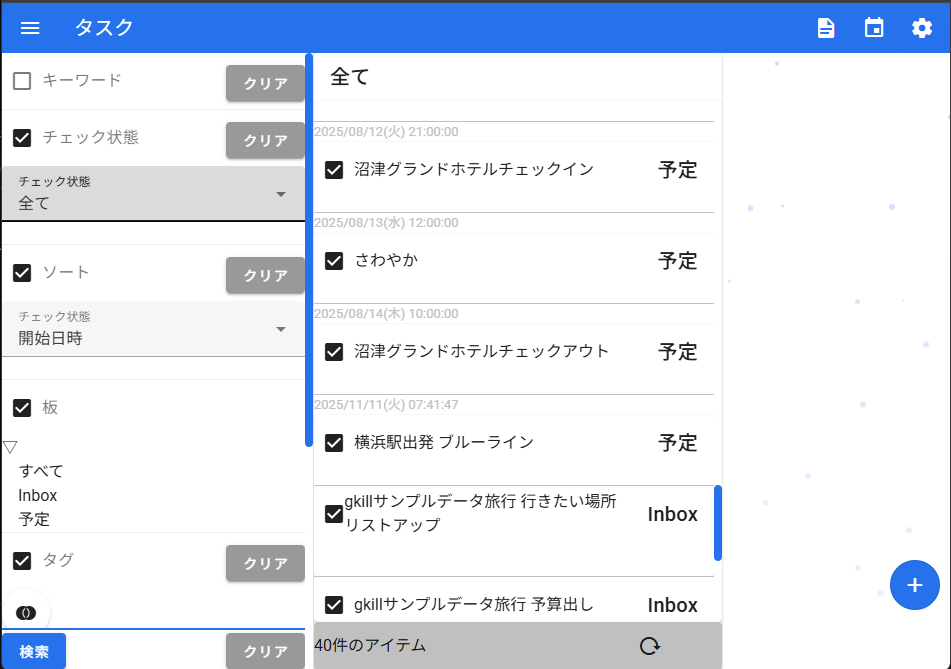 タスク
キーワード
クリア
チェック状態
クリア
チェック状態
全て
ソート
クリア
チェック状態
開始日時
板
すべて
Inbox
予定
タグ
クリア
検索
クリア
全て
2025/08/12(火) 21:00:00
沼津グランドホテルチェックイン
予定
2025/08/13(水) 12:00:00
さわやか
予定
2025/08/14(木) 10:00:00
沼津グランドホテルチェックアウト
予定
2025/11/11(火) 07:41:47
横浜駅出発 ブルーライン
予定
gkillサンプルデータ旅行 行きたい場所
リストアップ
Inbox
gkillサンプルデータ旅行 予算出し
Inbox
40件のアイテム